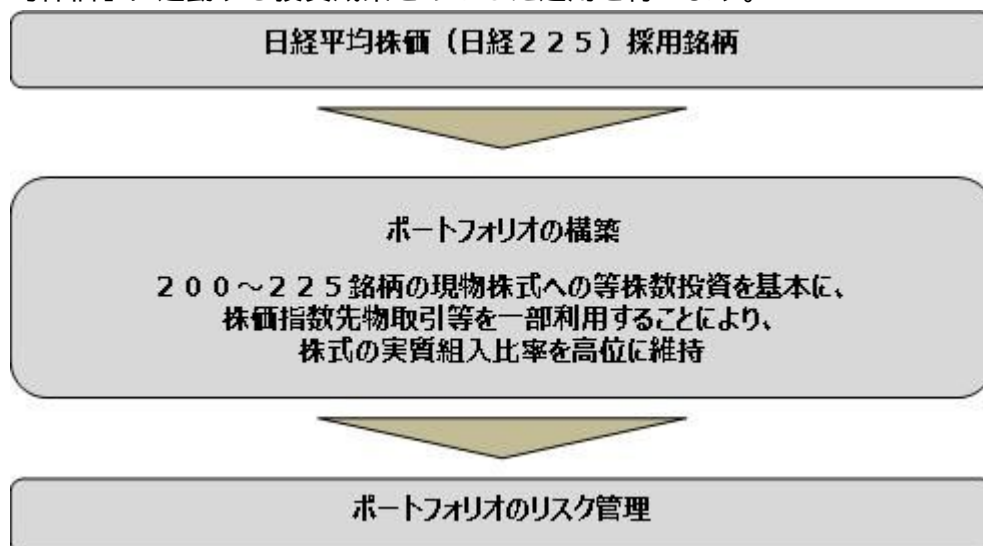 日経平均株価（日経２２５）採用銘柄
ポートフォリオの構築
２００～２２５銘柄の現物株式への等株数投資を基本に、
株価指数先物取引等を一部利用することにより、
株式の実質組入比率を高位に維持
ポートフォリオのリスク管理